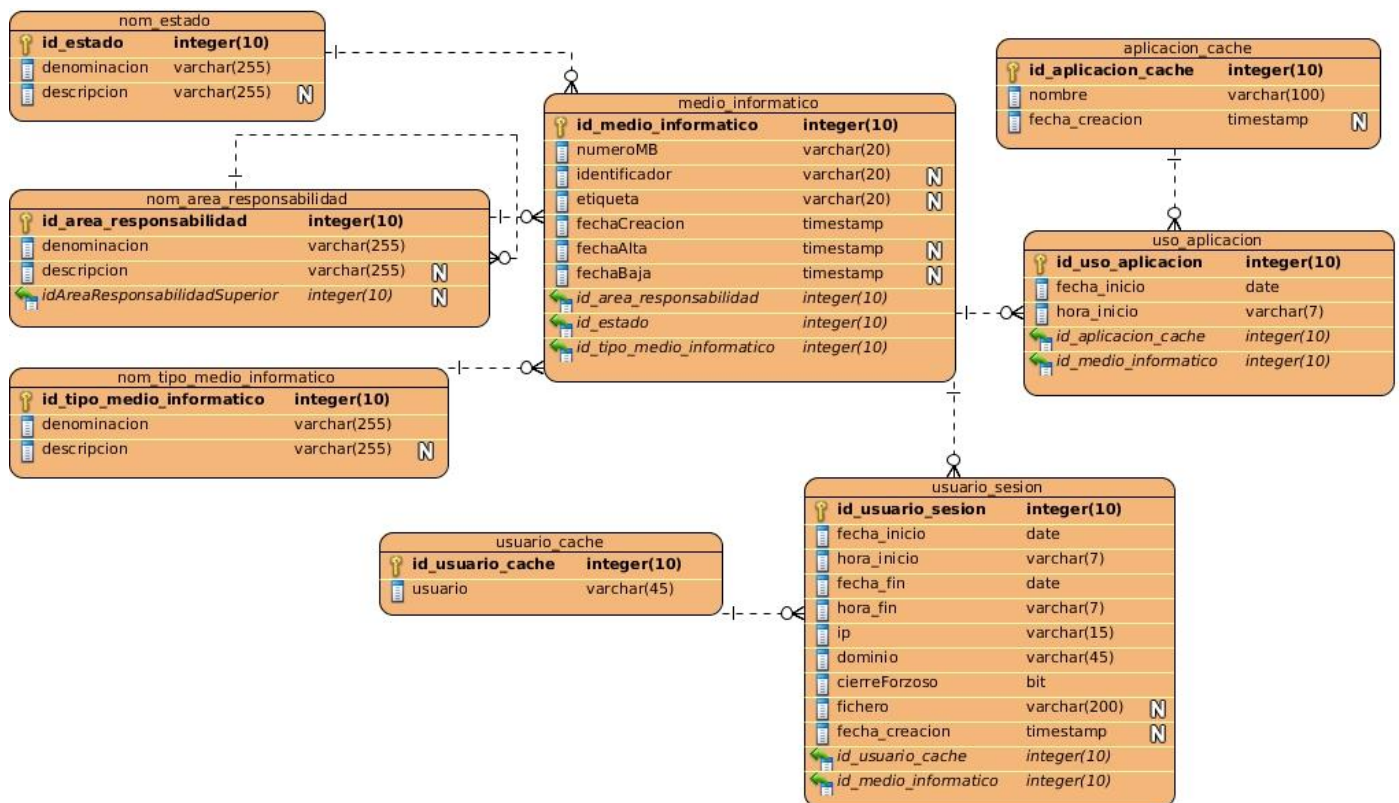 nom_estado
id_estado integer(10)
denominacion varchar(255)
descripcion varchar(255) N
nom_area_responsabilidad
id_area_responsabilidad integer(10)
denominacion varchar(255)
descripcion varchar(255) N
idAreaResponsabilidadSuperior integer(10) N
nom_tipo_medio_informatico
id_tipo_medio_informatico integer(10)
denominacion varchar(255)
descripcion varchar(255) N
medio_informatico
id_medio_informatico integer(10)
numeroMB varchar(20)
identificador varchar(20) N
etiqueta varchar(20) N
fechaCreacion timestamp
fechaAlta timestamp N
fechaBaja timestamp N
id_area_responsabilidad integer(10)
id_estado integer(10)
id_tipo_medio_informatico integer(10)
aplicacion_cache
id_aplicacion_cache integer(10)
nombre varchar(100)
fecha_creacion timestamp N
uso_aplicacion
id_uso_aplicacion integer(10)
fecha_inicio date
hora_inicio varchar(7)
id_aplicacion_cache integer(10)
id_medio_informatico integer(10)
usuario_cache
id_usuario_cache integer(10)
usuario varchar(45)
usuario_sesion
id_usuario_sesion integer(10)
fecha_inicio date
hora_inicio varchar(7)
fecha_fin date
hora_fin varchar(7)
ip varchar(15)
dominio varchar(45)
cierreForzoso bit
fichero varchar(200) N
fecha_creacion timestamp N
id_usuario_cache integer(10)
id_medio_informatico integer(10)